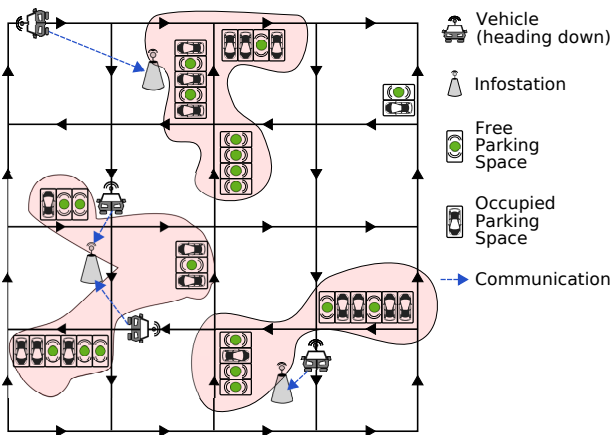 Vehicle
(heading down)
Infostation
Free
Parking
Space
Occupied
Parking
Space
Communication